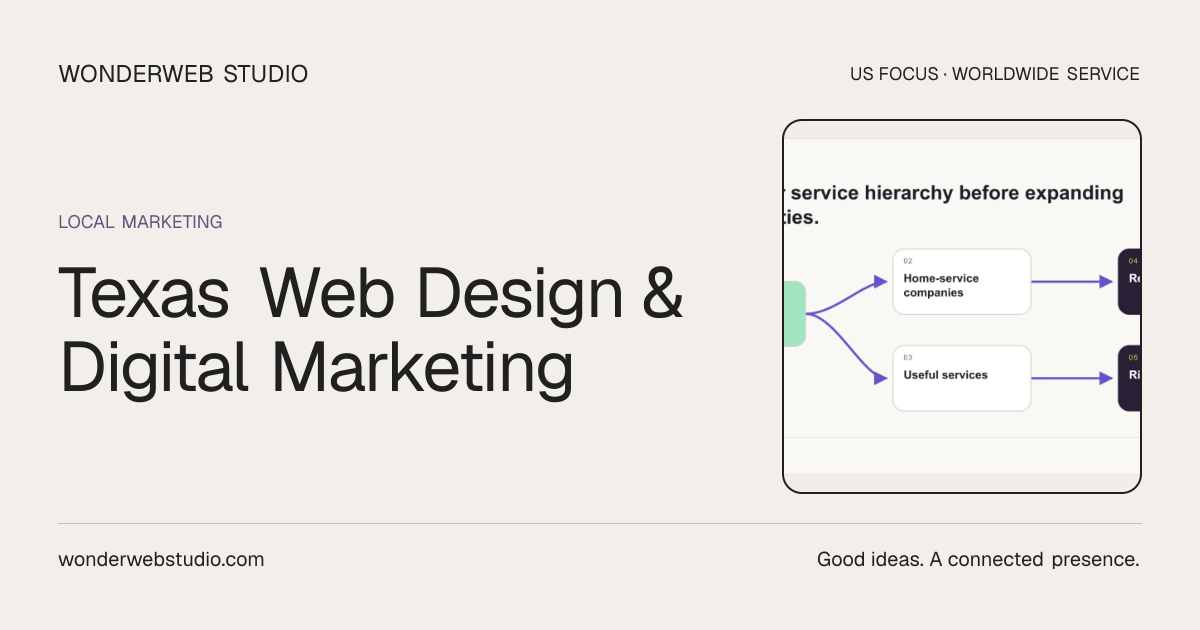 WONDERWEB STUDIO
US FOCUS · WORLDWIDE SERVICE
LOCAL MARKETING
Texas Web Design &
Digital Marketing
service hierarchy before expanding
ties.
02
Home-service
companies
04
03
Useful services
05
wonderwebstudio.com
Good ideas. A connected presence.